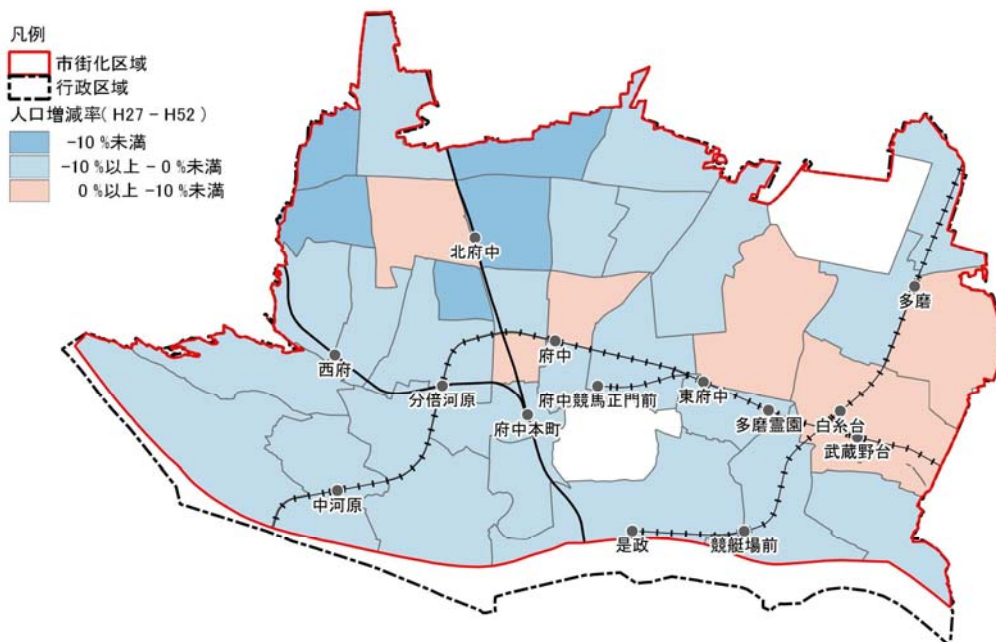 凡例
市街化区域
行政区域
人口増減率( H27 - H52 )
-10 %未満
-10 %以上 - 0 %未満
0 %以上 -10 %未満
北府中
多磨
西府
府中
分倍河原
府中競馬正門前
東府中
府中本町
多磨霊園
白糸台
武蔵野台
中河原
是政
競艇場前